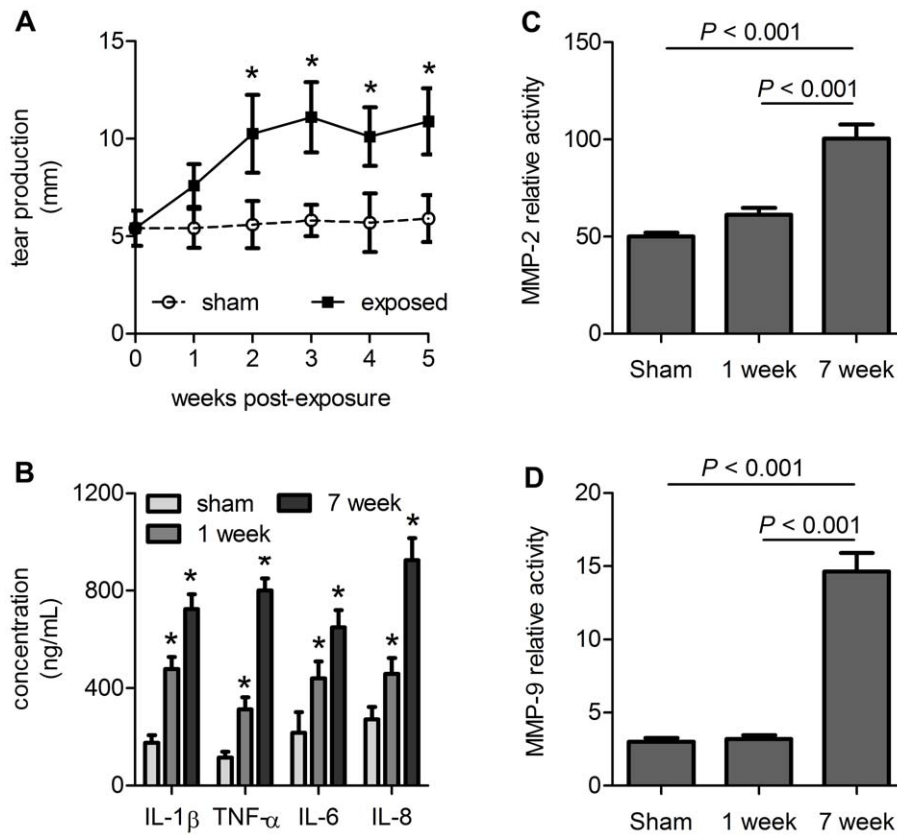 A
15
*
*
*
*
10
tear production
(mm)
5
sham
exposed
0
0 1 2 3 4 5
weeks post-exposure
B
1200
sham
7 week
1 week
*
800
*
*
*
concentration
(ng/mL)
*
*
*
*
400
0
IL-1β TNF-α IL-6 IL-8
C
150
P < 0.001
P < 0.001
100
MMP-2 relative activity
50
0
Sham 1 week 7 week
D
P < 0.001
20
P < 0.001
15
MMP-9 relative activity
10
5
0
Sham 1 week 7 week